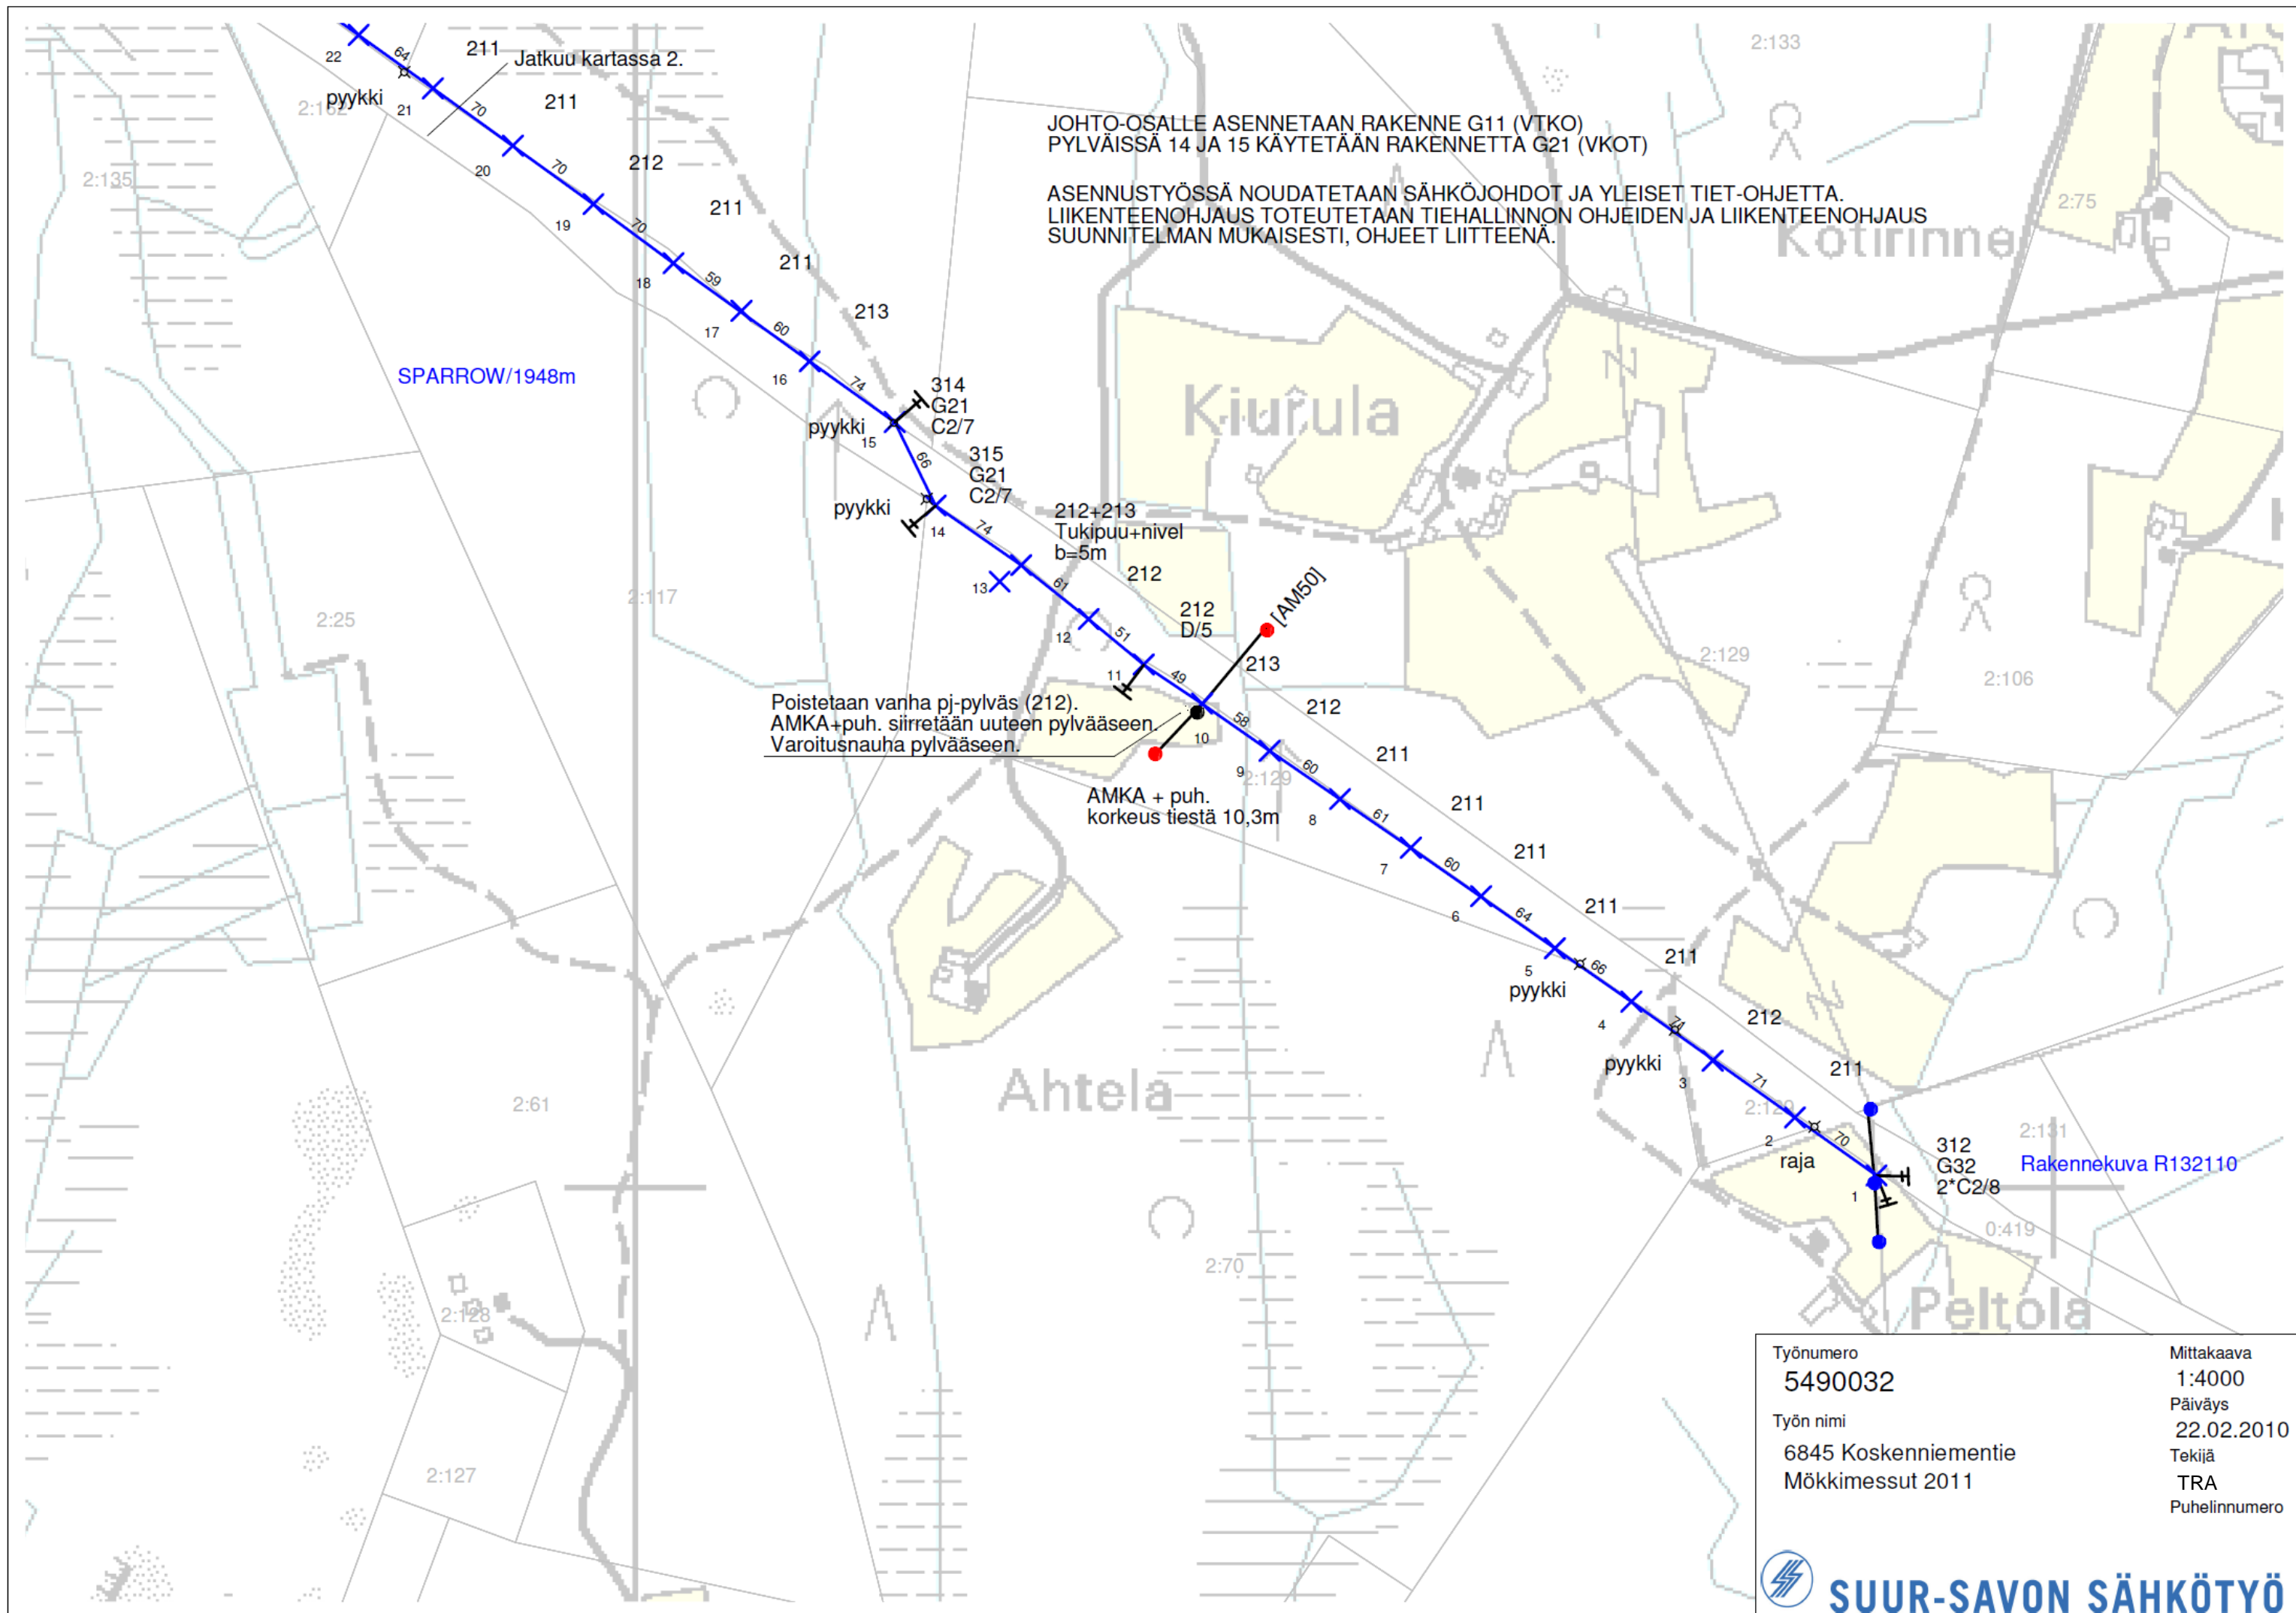 22
64
211
Jatkuu kartassa 2.
2:133
pyykki
21
2:162
70
211
JOHTO-OSALLE ASENNETAAN RAKENNE G11 (VTKO)
PYLVÄISSÄ 14 JA 15 KÄYTETÄÄN RAKENNETTA G21 (VKOT)
20
70
212
2:135
ASENNUSTYÖSSÄ NOUDATETAAN SÄHKÖJOHDOT JA YLEISET TIET-OHJETTA.
LIIKENTEENOHJAUS TOTEUTETAAN TIEHALLINNON OHJEIDEN JA LIIKENTEENOHJAUS
SUUNNITELMAN MUKAISESTI, OHJEET LIITTEENÄ.
2:75
Kotirinne
19
70
211
18
59
211
17
60
213
SPARROW/1948m
16
74
314
G21
C2/7
Kiurula
pyykki
15
66
315
G21
C2/7
pyykki
14
74
212+213
Tukipuu+nivel
b=5m
13
61
212
2:117
2:25
12
51
212
D/5
[AM50]
11
49
213
2:129
2:106
Poistetaan vanha pj-pylväs (212).
AMKA+puh. siirretään uuteen pylvääseen.
Varoitusnauha pylvääseen.
10
58
212
9
2:129
60
211
AMKA + puh.
korkeus tiestä 10,3m
8
61
211
7
60
211
6
64
211
5
66
211
pyykki
4
74
212
pyykki
3
71
211
Ahtela
2:61
2:129
2
70
raja
2:131
312
G32
2*C2/8
Rakennekuva R132110
1
0:419
2:70
2:128
Peltola
2:127
Työnumero
5490032
Mittakaava
1:4000
Päiväys
22.02.2010
Työn nimi
6845 Koskenniementie
Mökkimessut 2011
Tekijä
TRA
Puhelinnumero
SUUR-SAVON SÄHKÖTYÖ